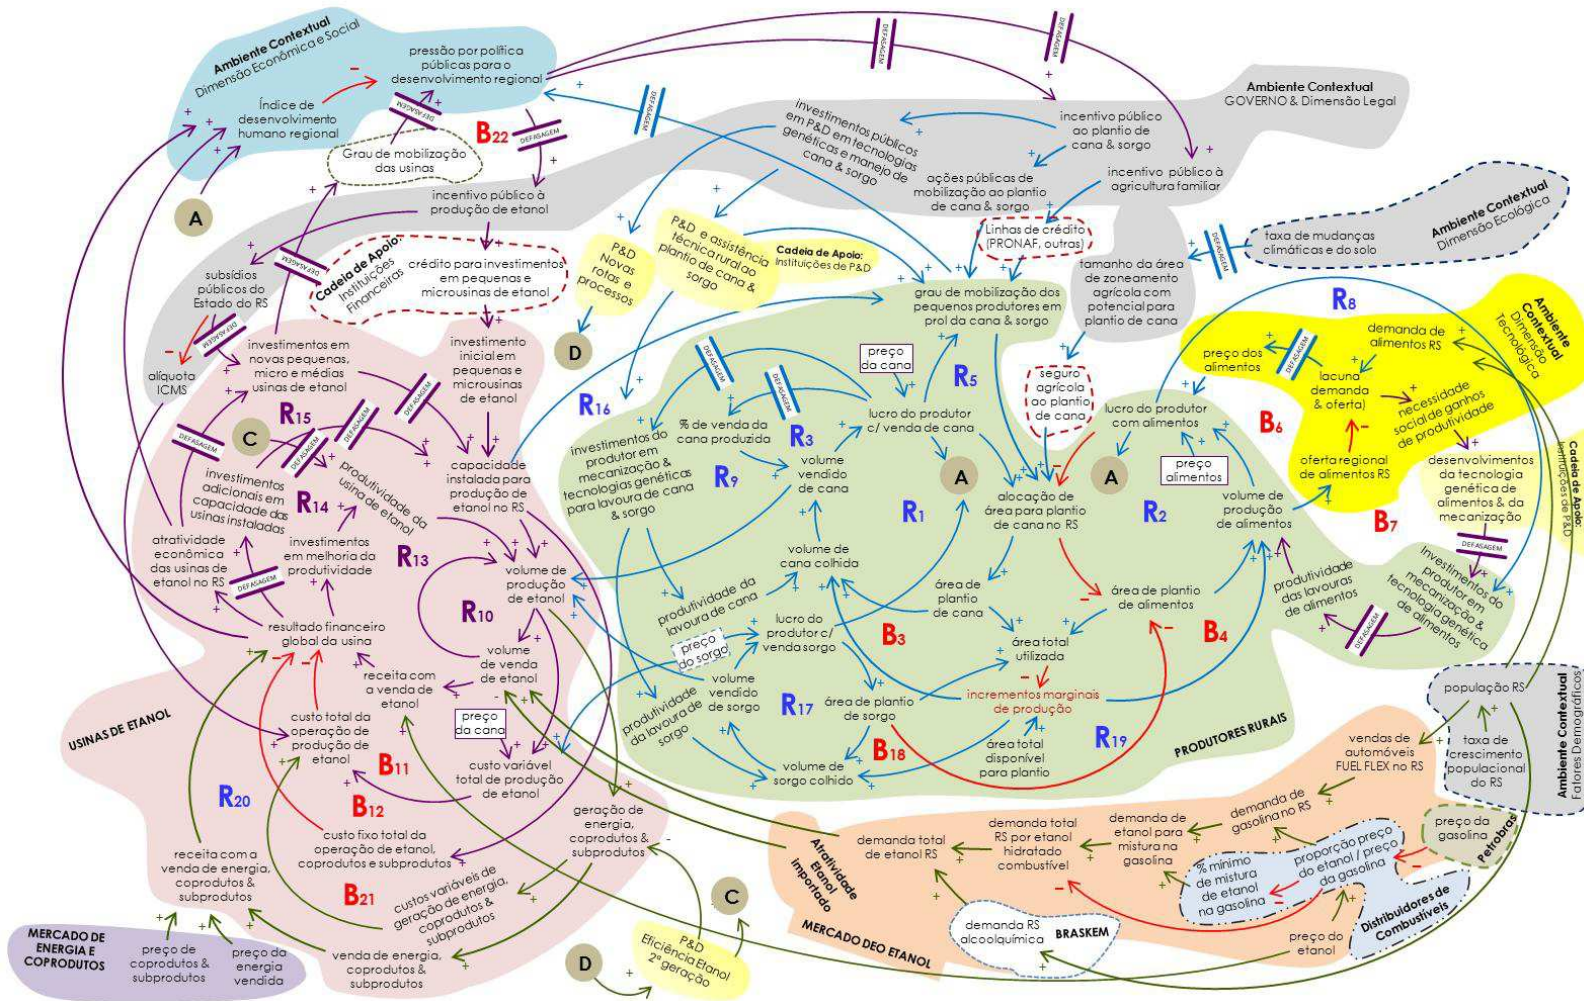 Ambiente Contextual
Dimensão Econômica e Social
pressão por política
públicas para o
desenvolvimento regional
Índice de
desenvolvimento
humano regional
DEFASAGEM
B22
DEFASAGEM
Grau de mobilização
das usinas
A
incentivo público à
produção de etanol
DEFASAGEM
DEFASAGEM
DEFASAGEM
Ambiente Contextual
GOVERNO & Dimensão Legal
investimentos públicos
em P&D em tecnologias
genéticas e manejo de
cana & sorgo
incentivo público
ao plantio de
cana & sorgo
ações públicas de
mobilização ao plantio
de cana & sorgo
incentivo público à
agricultura familiar
Ambiente Contextual
Dimensão Ecológica
taxa de mudanças
climáticas e do solo
DEFASAGEM
Linhas de crédito
(PRONAF, outras)
tamanho da área
de zoneamento
agrícola com
potencial para
plantio de cana
subsídios
públicos do
Estado do RS
DEFASAGEM
DEFASAGEM
alíquota
ICMS
Cadeia de Apoio:
Instituições
Financeiras
crédito para investimentos
em pequenas e
microusinas de etanol
P&D
Novas
rotas e
processos
P&D e assistência
técnica rural ao
plantio de cana &
sorgo
Cadeia de Apoio:
Instituições de P&D
D
grau de mobilização dos
pequenos produtores em
prol da cana & sorgo
preço
da cana
R5
seguro
agrícola
ao plantio
de cana
R8
Ambiente
Contextual
Dimensão
Tecnológica
demanda de
alimentos RS
preço dos
alimentos
DEFASAGEM
lacuna
demanda
& oferta)
necessidade
social de ganhos
de produtividade
B6
oferta regional
de alimentos RS
B7
desenvolvimentos
da tecnologia
genética de
alimentos & da
mecanização
Cadeia de Apoio:
Instituições de P&D
DEFASAGEM
Investimentos do
produtor em
mecanização &
tecnologia genética
de alimentos
DEFASAGEM
produtividade
das lavouras
de alimentos
investimentos em
novas pequenas,
micro e médias
usinas de etanol
investimento
inicial em
pequenas e
microusinas
de etanol
DEFASAGEM
R15
C
DEFASAGEM
DEFASAGEM
DEFASAGEM
produtividade da
usina de etanol
R14
investimentos
adicionais em
capacidade das
usinas instaladas
capacidade
instalada para
produção de
etanol no RS
R16
DEFASAGEM
DEFASAGEM
lucro do produtor
c/ venda de cana
% de venda da
cana produzida
R3
R9
volume
vendido
de cana
investimentos do
produtor em
mecanização &
tecnologias genéticas
para lavoura de cana
& sorgo
A
R1
alocação de
área para plantio
de cana no RS
lucro do produtor
com alimentos
A
preço
alimentos
R2
volume de
produção
de alimentos
atratividade
econômica
das usinas de
etanol no RS
DEFASAGEM
investimentos
em melhoria da
produtividade
R13
volume de
produção
de etanol
R10
resultado financeiro
global da usina
volume de
cana colhida
produtividade da
lavoura de cana
área de
plantio
de cana
área de plantio
de alimentos
preço
do sorgo
lucro do
produtor c/
venda sorgo
B3
B4
área total
utilizada
volume
vendido
de sorgo
R17
produtividade
da lavoura de
sorgo
área de plantio
de sorgo
incrementos marginais
de produção
B18
R19
área total
disponível
para plantio
volume de
sorgo colhido
PRODUTORES RURAIS
receita com
a venda de
etanol
volume
de venda
de etanol
USINAS DE ETANOL
custo total da
operação de
produção de
etanol
preço
da cana
B11
custo variável
total de produção
de etanol
R20
B12
custo fixo total da
operação de etanol,
coprodutos e subprodutos
geração de
energia,
coprodutos &
subprodutos
receita com a
venda de energia,
coprodutos &
subprodutos
B21
custos variáveis de
geração de energia,
coprodutos &
subprodutos
MERCADO DE
ENERGIA E
COPRODUTOS
preço de
coprodutos &
subprodutos
preço da
energia
vendida
venda de energia,
coprodutos &
subprodutos
D
P&D
Eficiência Etanol
2ª geração
C
Atratividade
Etanol
importado
MERCADO DEO ETANOL
demanda total
de etanol RS
demanda total
RS por etanol
hidratado
combustível
demanda de
etanol para
mistura na
gasolina
demanda de
gasolina no RS
vendas de
automóveis
FUEL FLEX no RS
população RS
taxa de
crescimento
populacional
do RS
Ambiente Contextual
Fatores Demográficos
preço da
gasolina
Petrobras
% mínimo
de mistura
de etanol
na gasolina
proporção preço
do etanol / preço
da gasolina
Distribuidores de
Combustíveis
preço do
etanol
demanda RS
alcoolquímica
BRASKEM